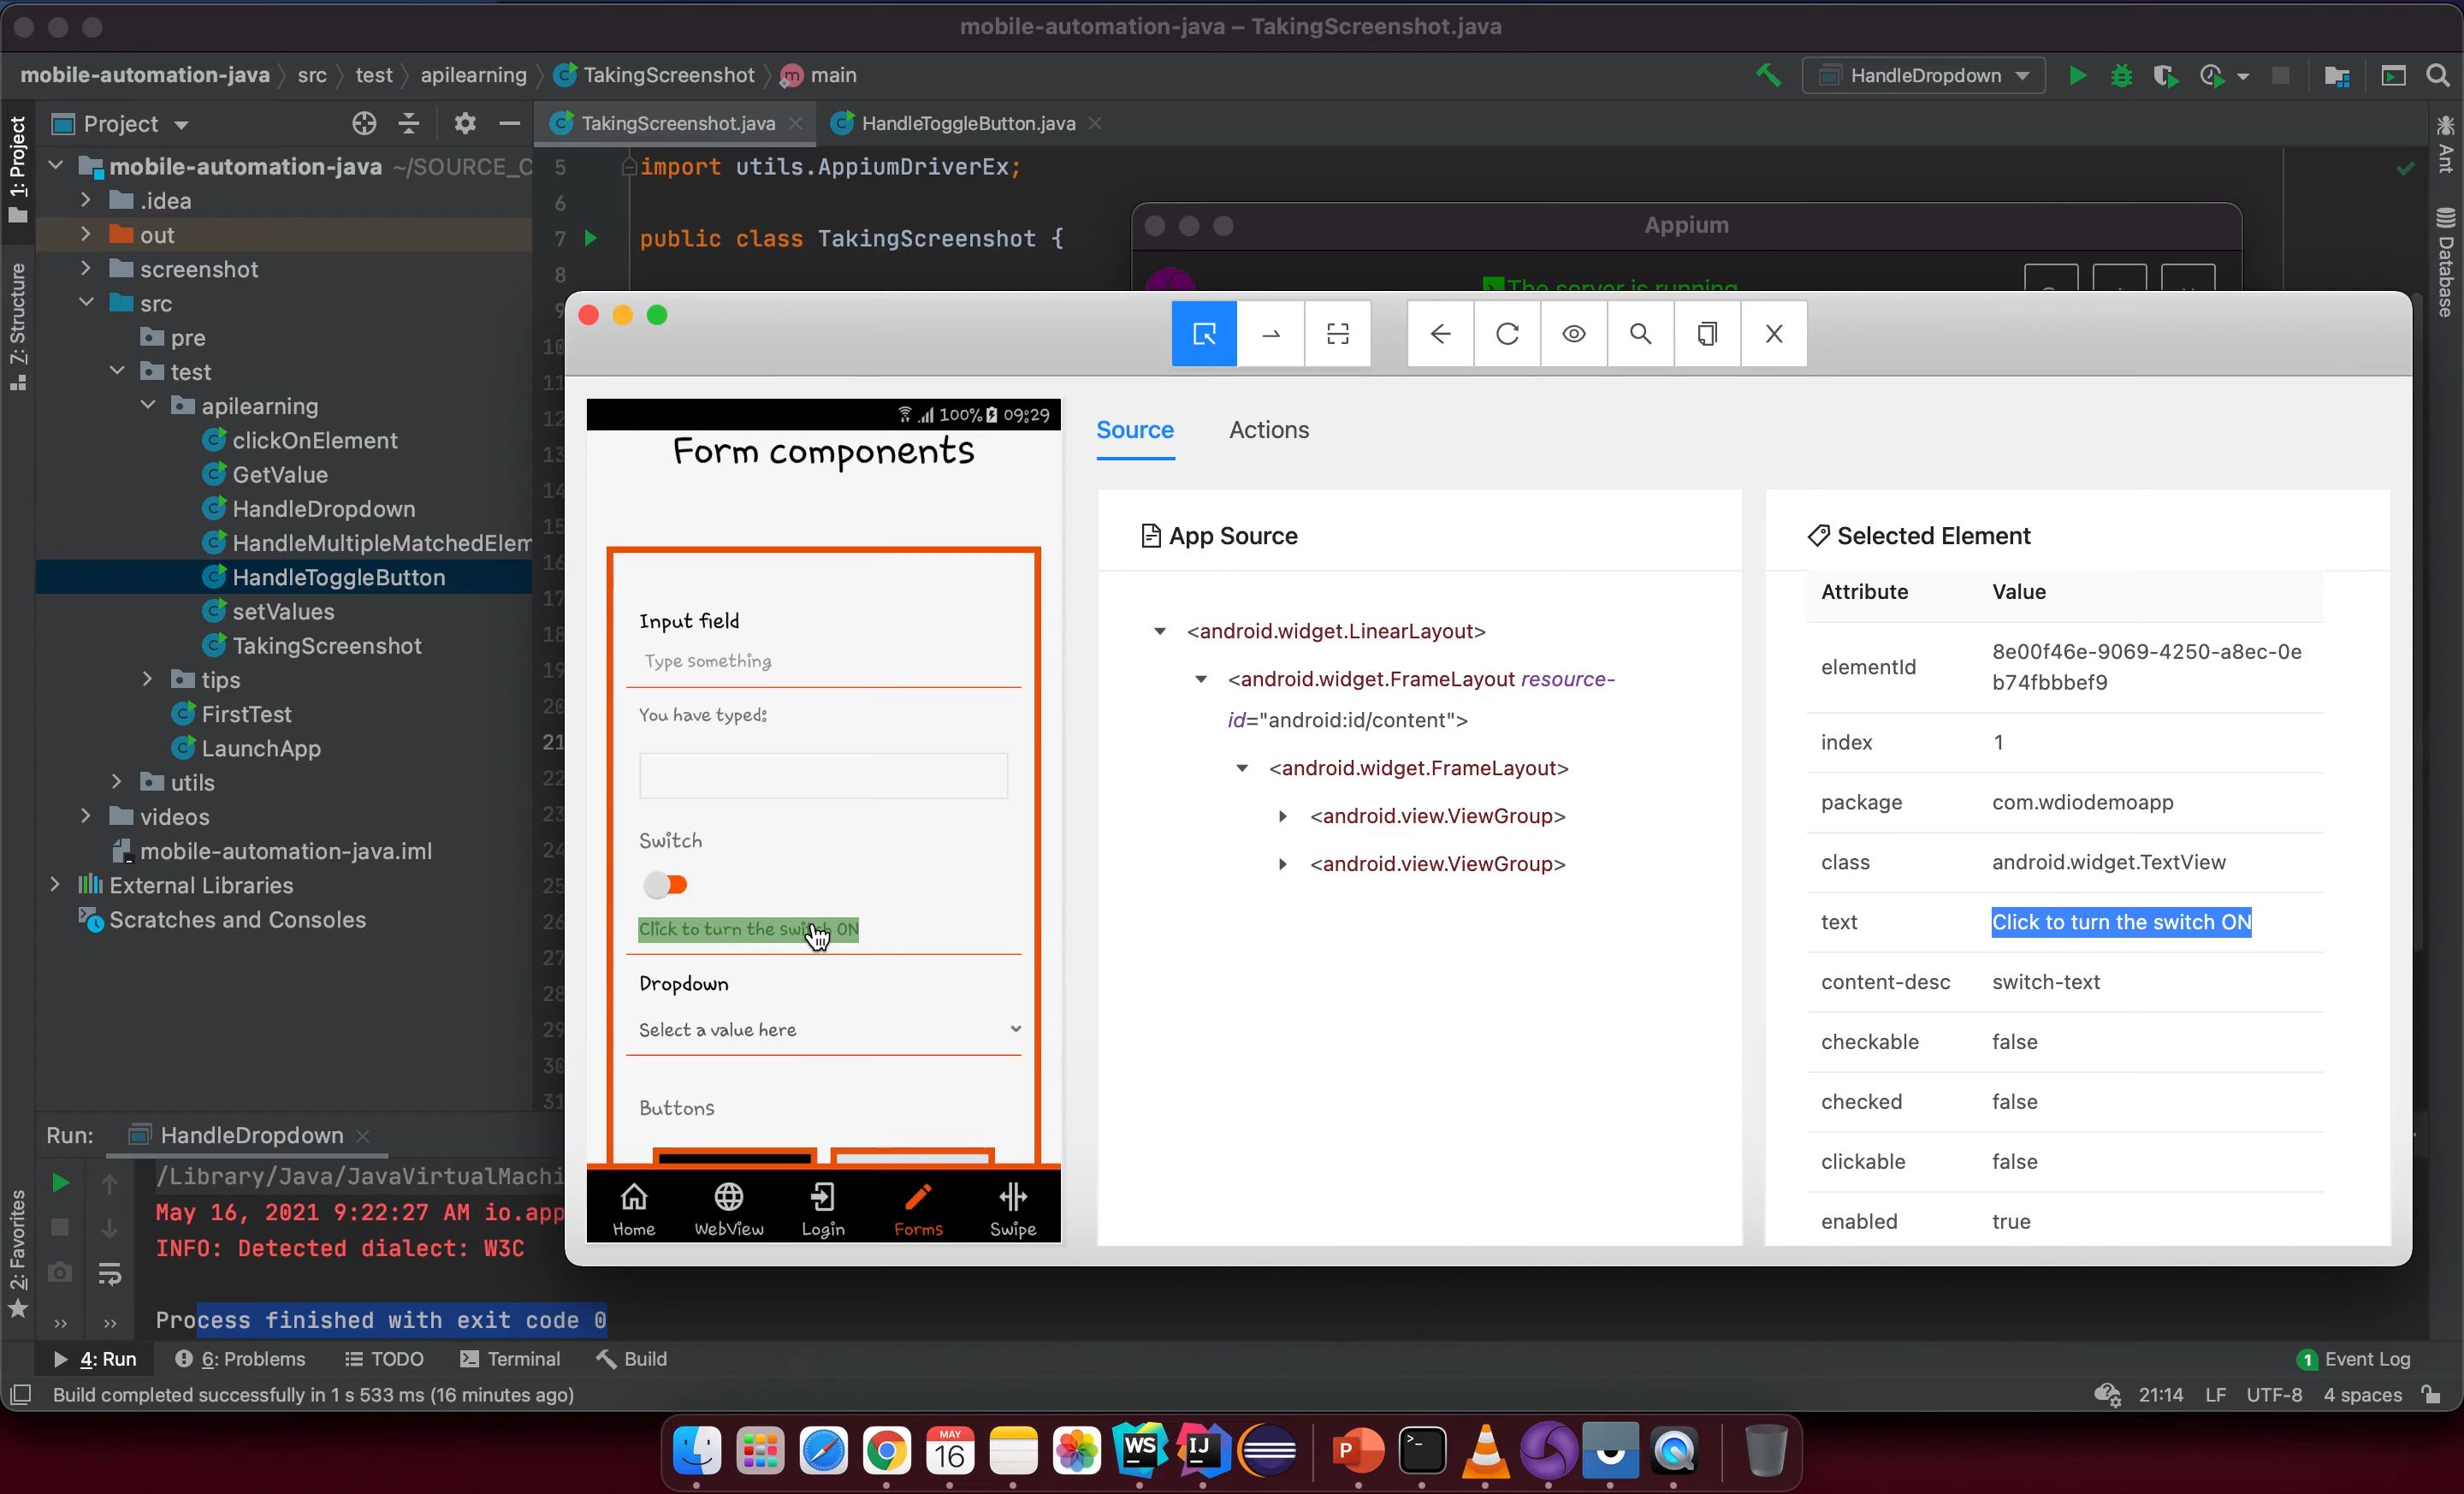 mobile-automation-java – TakingScreenshot.java
mobile-automation-java
src
test
apilearning
TakingScreenshot
main
HandleDropdown
1: Project
7: Structure
2: Favorites
Project
mobile-automation-java ~/SOURCE_C
.idea
out
screenshot
src
pre
test
apilearning
clickOnElement
GetValue
HandleDropdown
HandleMultipleMatchedElem
HandleToggleButton
setValues
TakingScreenshot
tips
FirstTest
LaunchApp
utils
videos
mobile-automation-java.iml
External Libraries
Scratches and Consoles
TakingScreenshot.java
HandleToggleButton.java
5 import utils.AppiumDriverEx;
6
7 public class TakingScreenshot {
8
Ant
Database
Appium
The server is running
100% 09:29
Form components
Input field
Type something
You have typed:
Switch
Click to turn the switch ON
Dropdown
Select a value here
Buttons
Home
WebView
Login
Forms
Swipe
Source
Actions
App Source
<android.widget.LinearLayout>
<android.widget.FrameLayout resource-
id="android:id/content">
<android.widget.FrameLayout>
<android.view.ViewGroup>
<android.view.ViewGroup>
Selected Element
Attribute Value
elementId 8e00f46e-9069-4250-a8ec-0e
b74fbbbef9
index 1
package com.wdiodemoapp
class android.widget.TextView
text Click to turn the switch ON
content-desc switch-text
checkable false
checked false
clickable false
enabled true
Run:
HandleDropdown
/Library/Java/JavaVirtualMachi
May 16, 2021 9:22:27 AM io.app
INFO: Detected dialect: W3C
Process finished with exit code 0
4: Run
6: Problems
TODO
Terminal
Build
1 Event Log
Build completed successfully in 1 s 533 ms (16 minutes ago)
21:14 LF UTF-8 4 spaces
MAY
16
WS
IJ
P